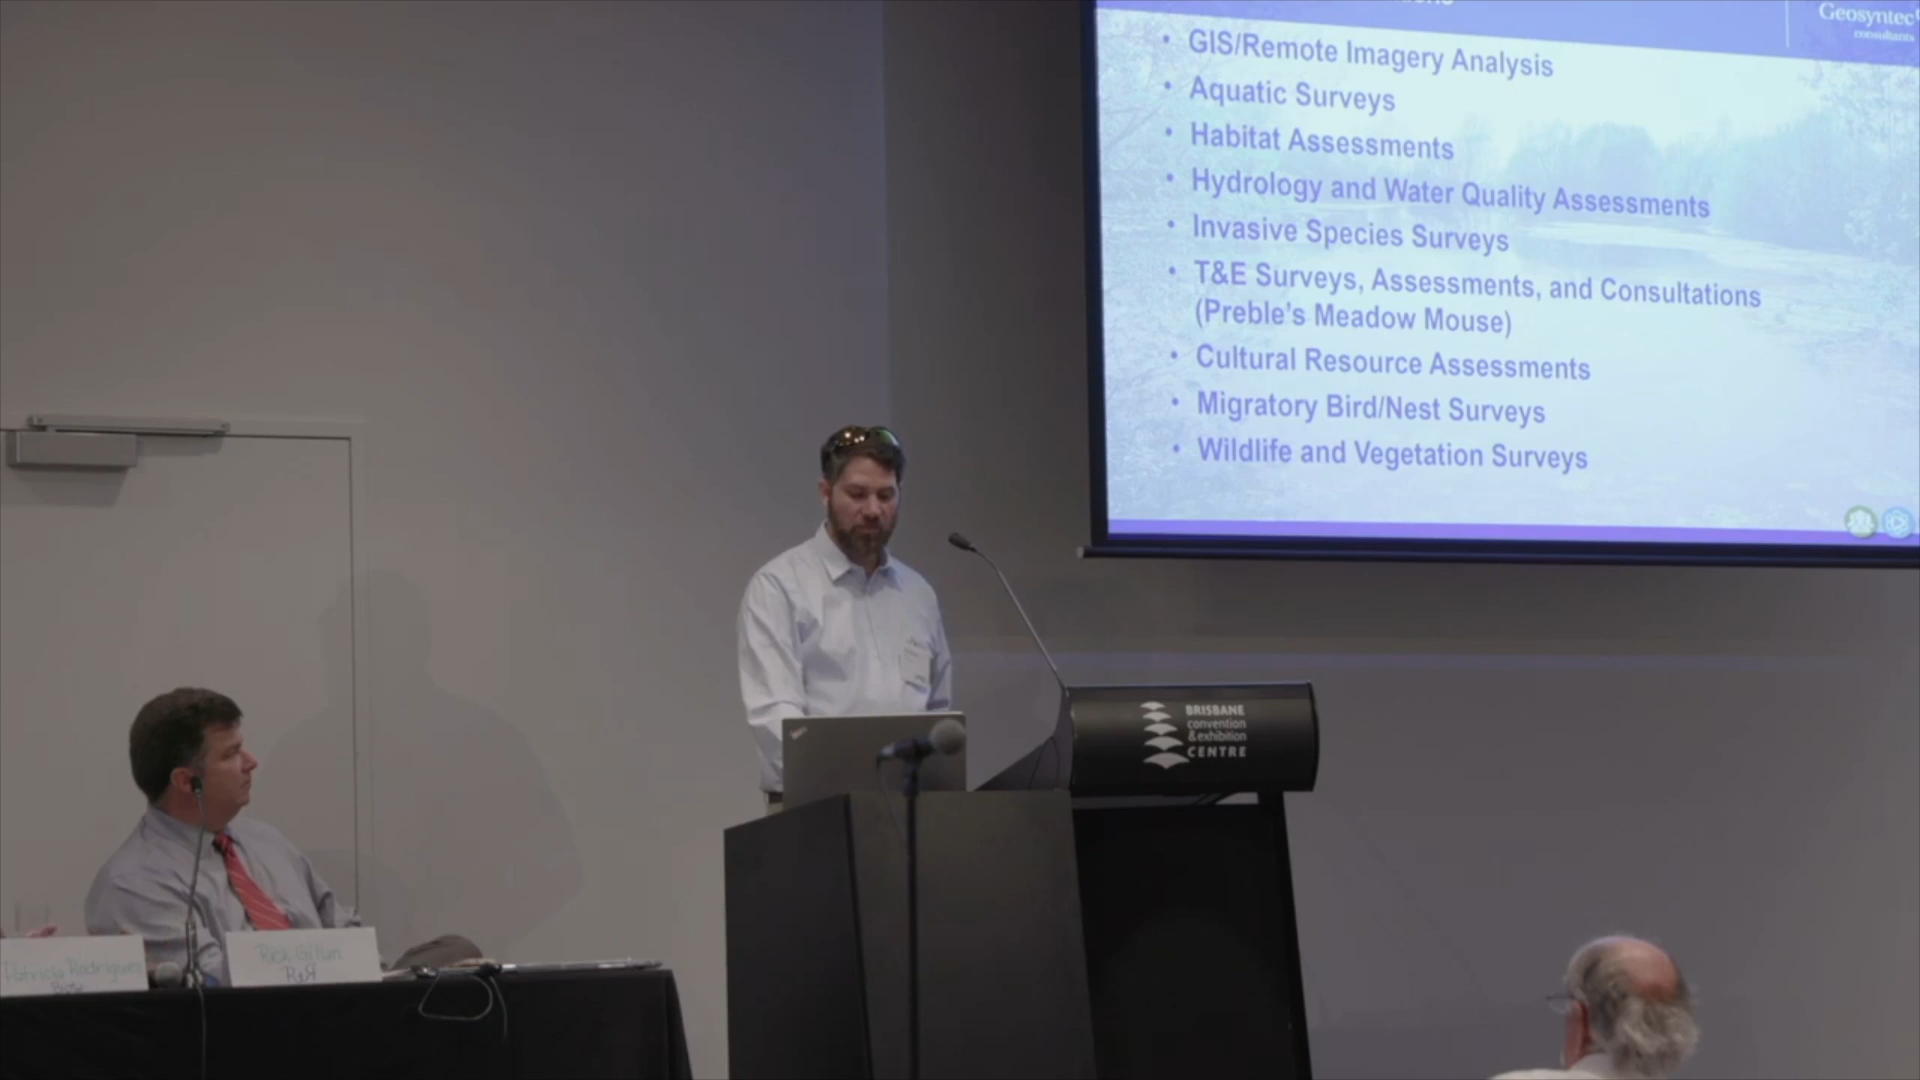 Geosyntec
consultants
• GIS/Remote Imagery Analysis
• Aquatic Surveys
• Habitat Assessments
• Hydrology and Water Quality Assessments
• Invasive Species Surveys
• T&E Surveys, Assessments, and Consultations
(Preble's Meadow Mouse)
• Cultural Resource Assessments
• Migratory Bird/Nest Surveys
• Wildlife and Vegetation Surveys
BRISBANE
convention
& exhibition
CENTRE
Patricia Rodrigues
Rick